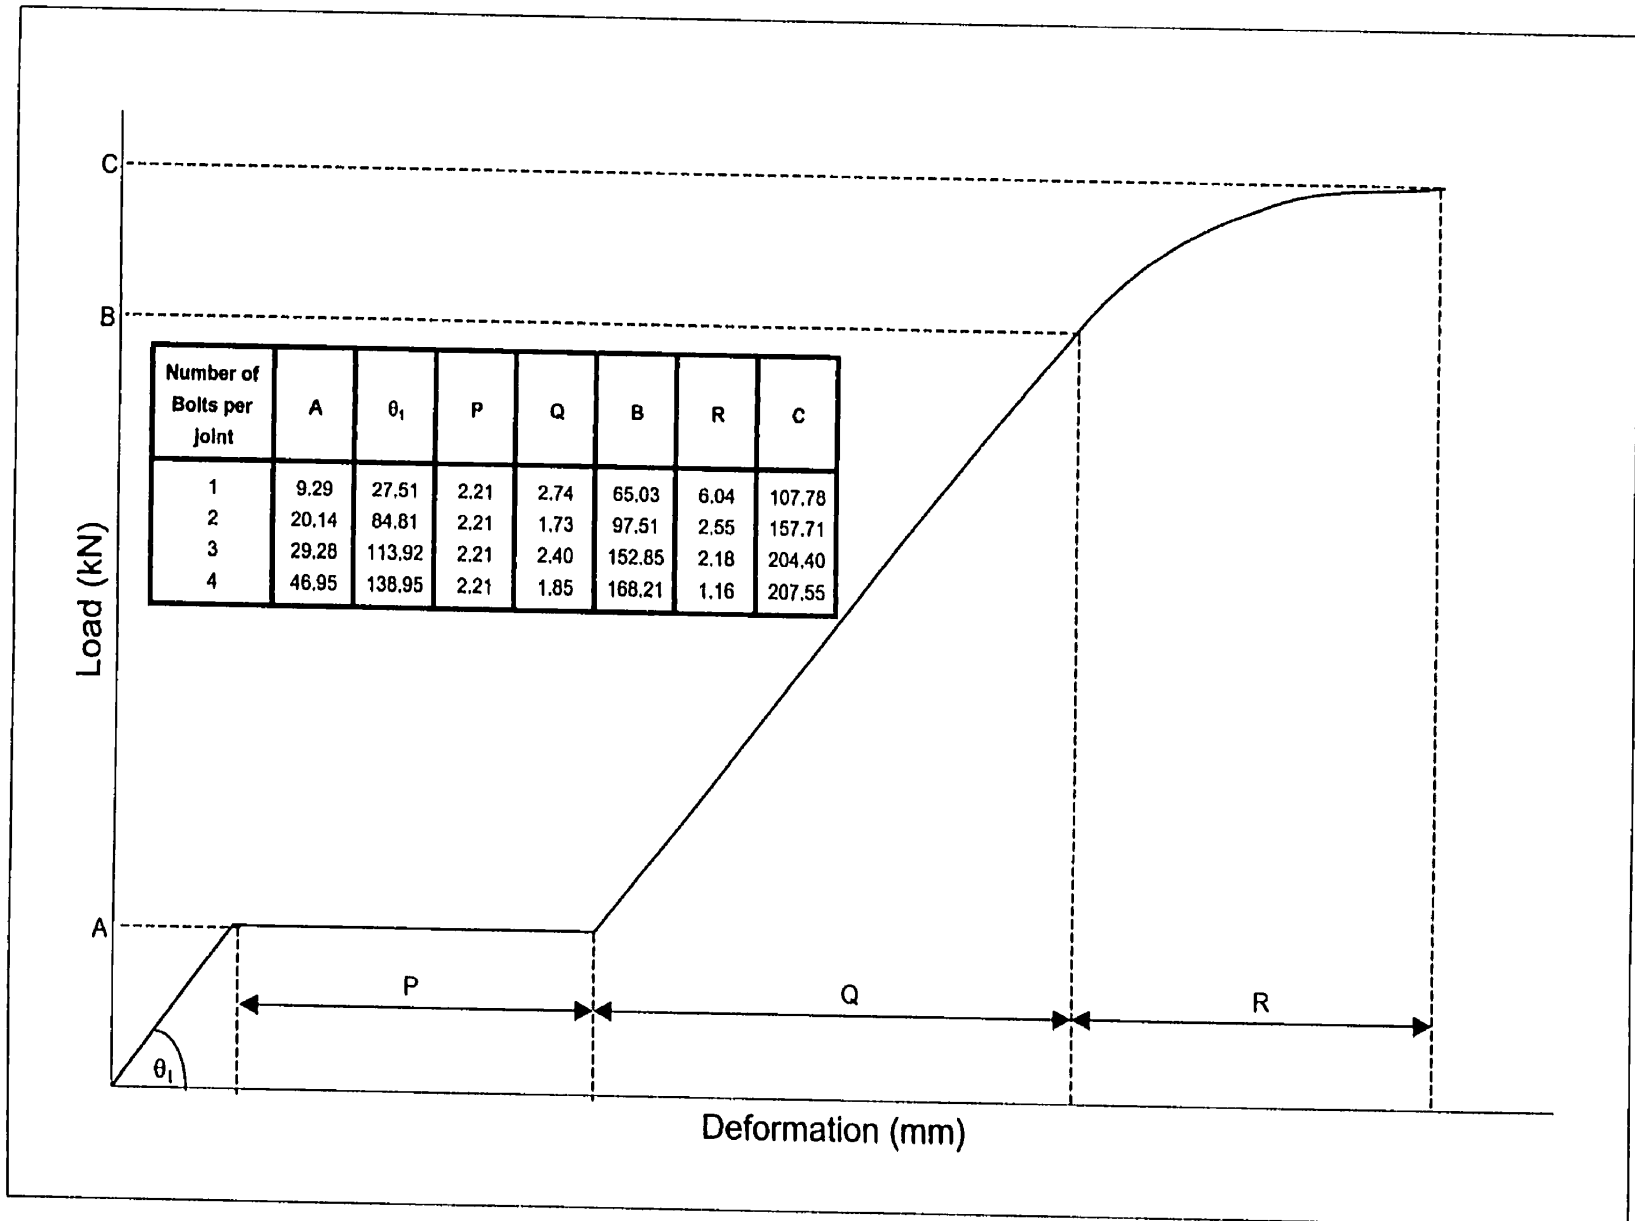 C
B
Number of
Bolts per
joint
A θ₁ P Q B R C
1 9.29 27.51 2.21 2.74 65.03 6.04 107.78
2 20.14 84.81 2.21 1.73 97.51 2.55 157.71
3 29.28 113.92 2.21 2.40 152.85 2.18 204.40
4 46.95 138.95 2.21 1.85 168.21 1.16 207.55
Load (kN)
A
P
Q
R
θ₁
Deformation (mm)